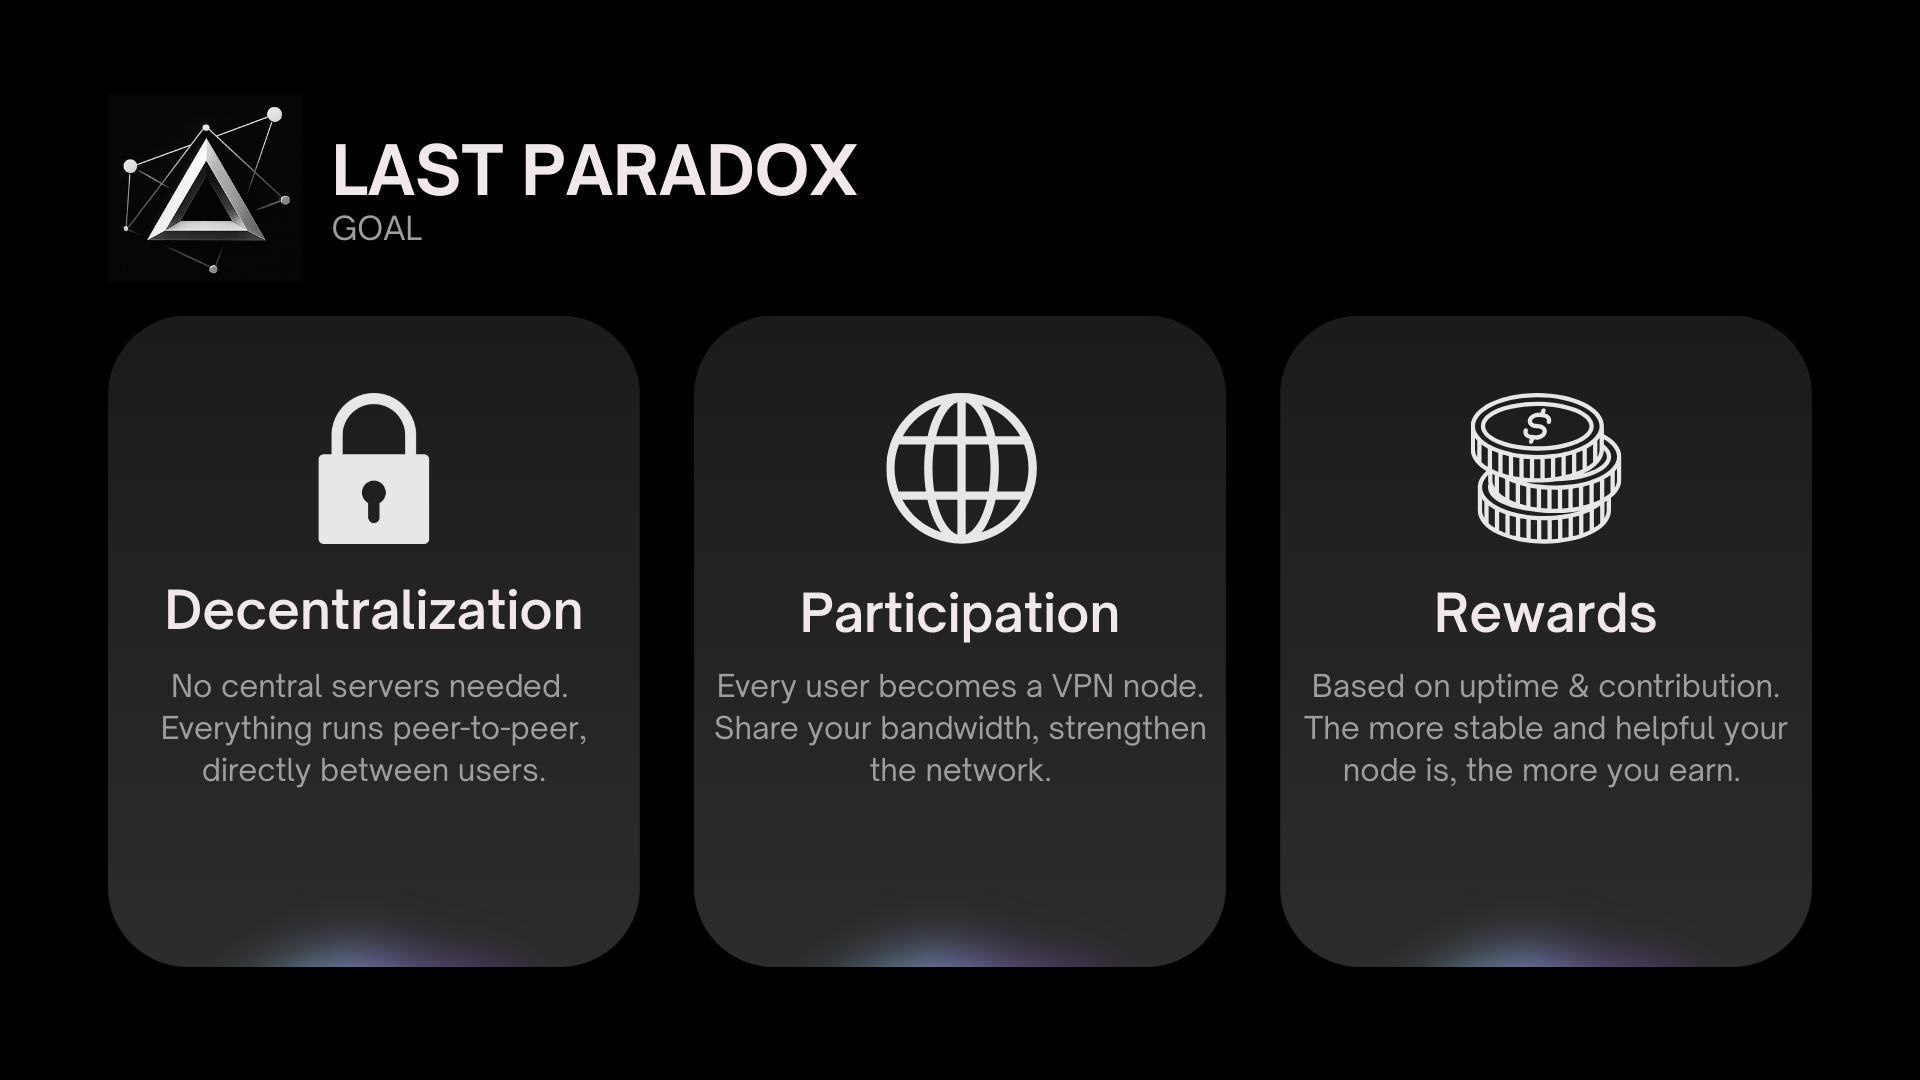 LAST PARADOX
GOAL
Decentralization
No central servers needed.
Everything runs peer-to-peer,
directly between users.
Participation
Every user becomes a VPN node.
Share your bandwidth, strengthen
the network.
$
Rewards
Based on uptime & contribution.
The more stable and helpful your
node is, the more you earn.